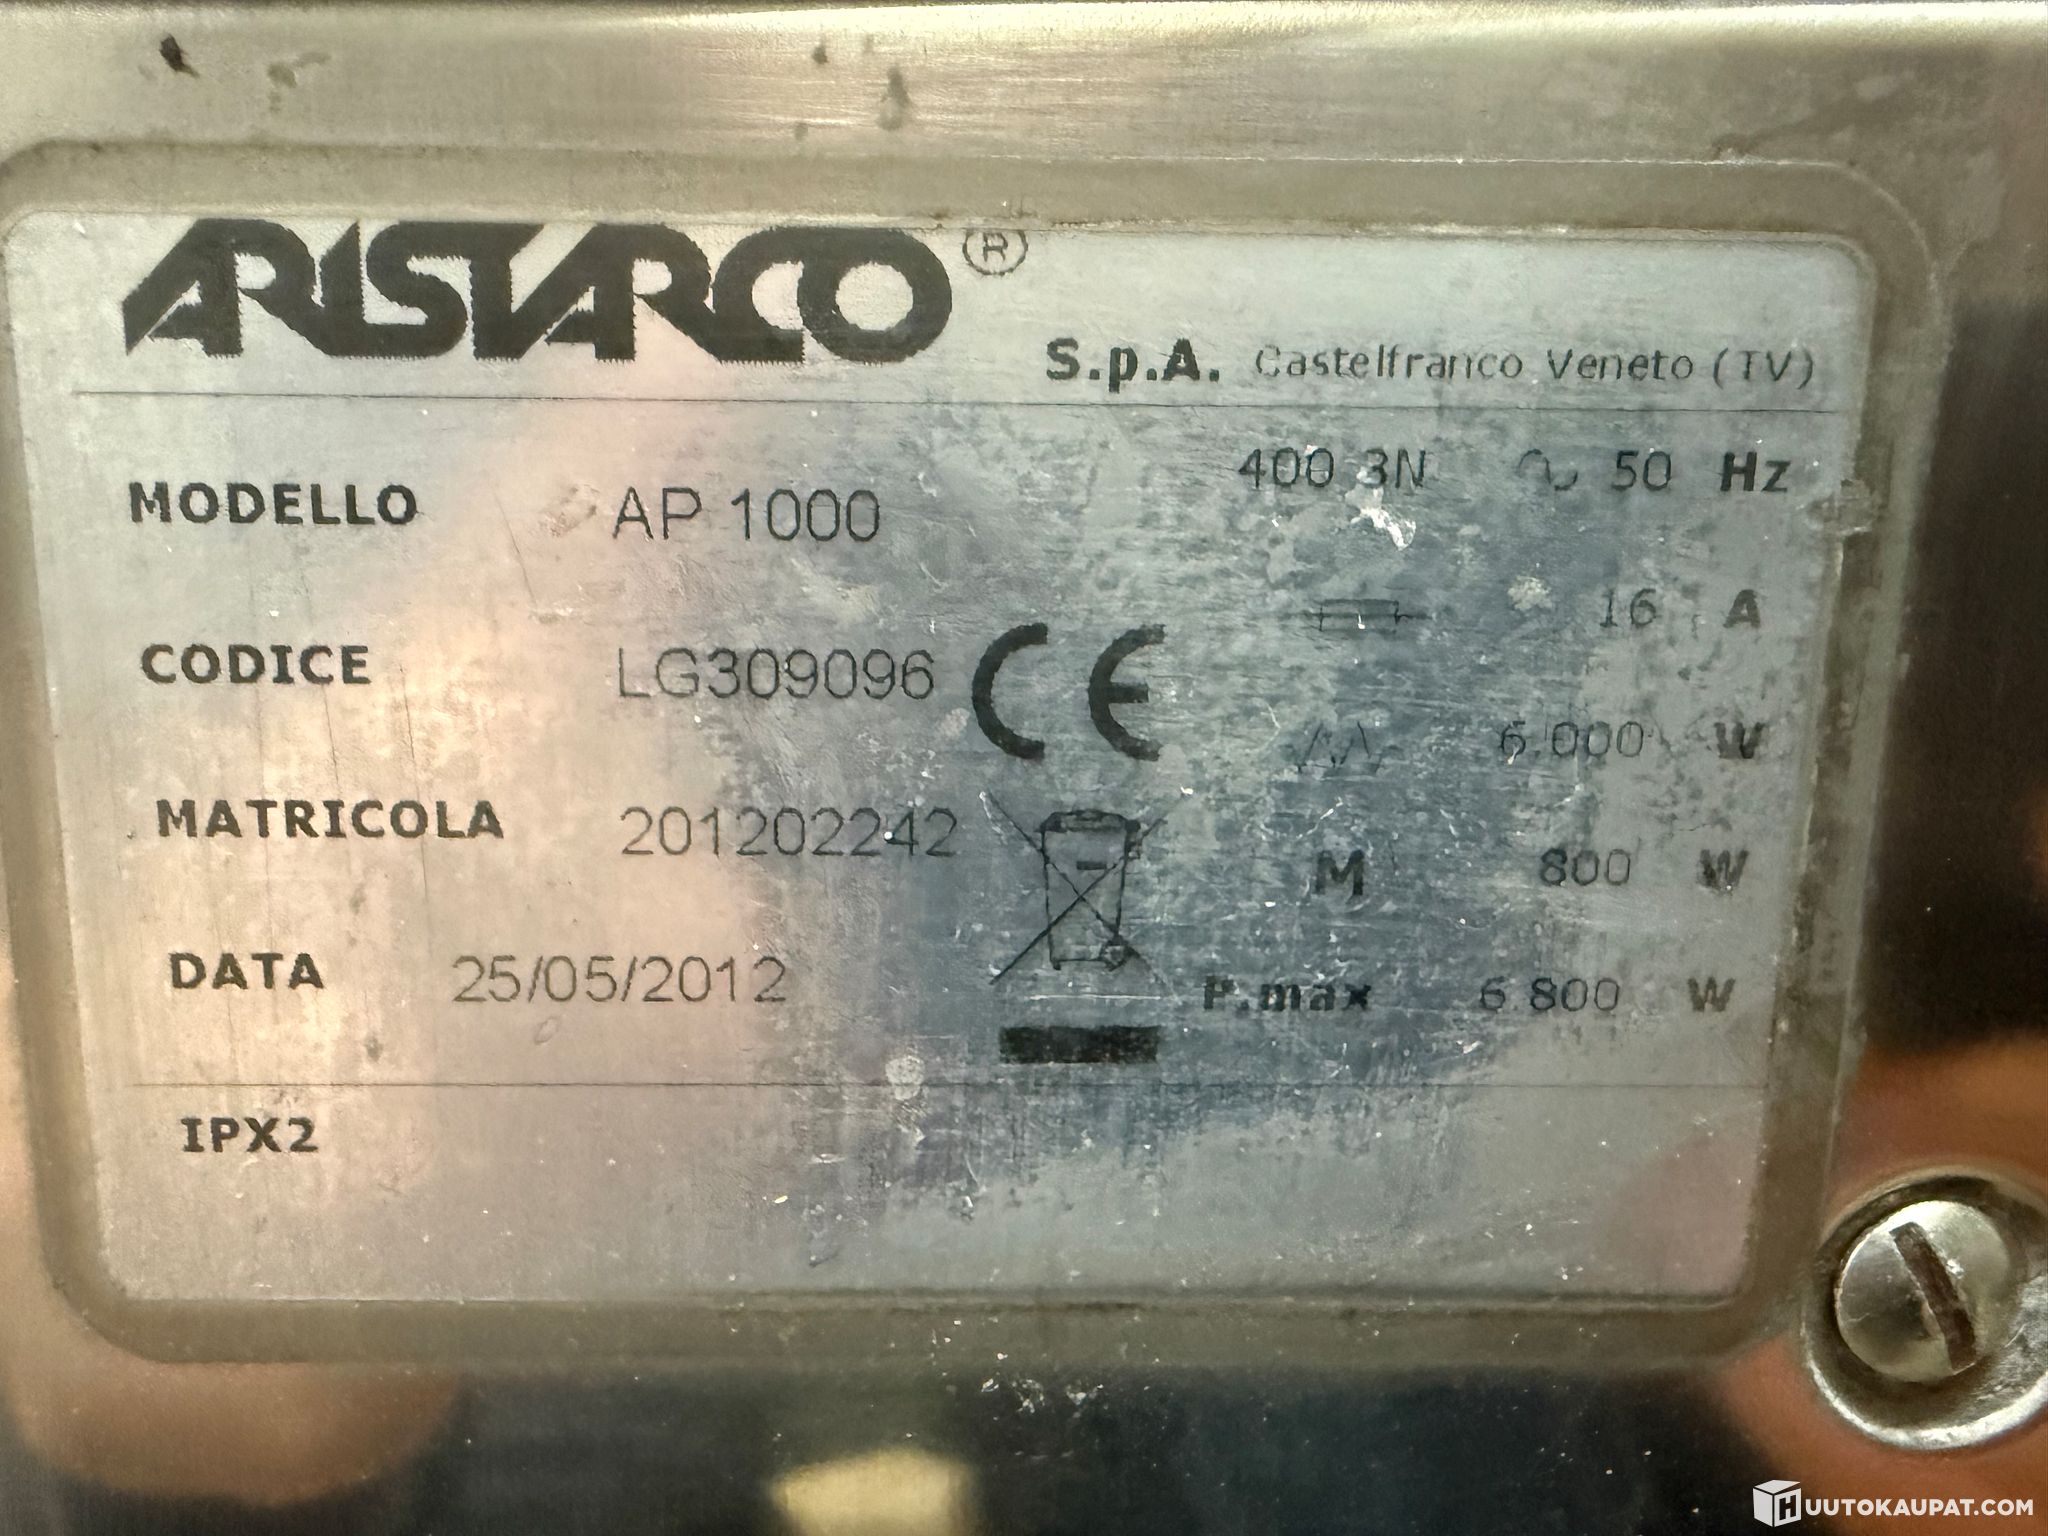 ARISTARCO ®
S.p.A. Castelfranco Veneto (TV)
400 3N ∿ 50 Hz
MODELLO AP 1000
16 A
CODICE LG309096 CE
6.000 W
MATRICOLA 201202242
M 800 W
DATA 25/05/2012
P.max 6.800 W
IPX2
HUUTOKAUPAT.COM